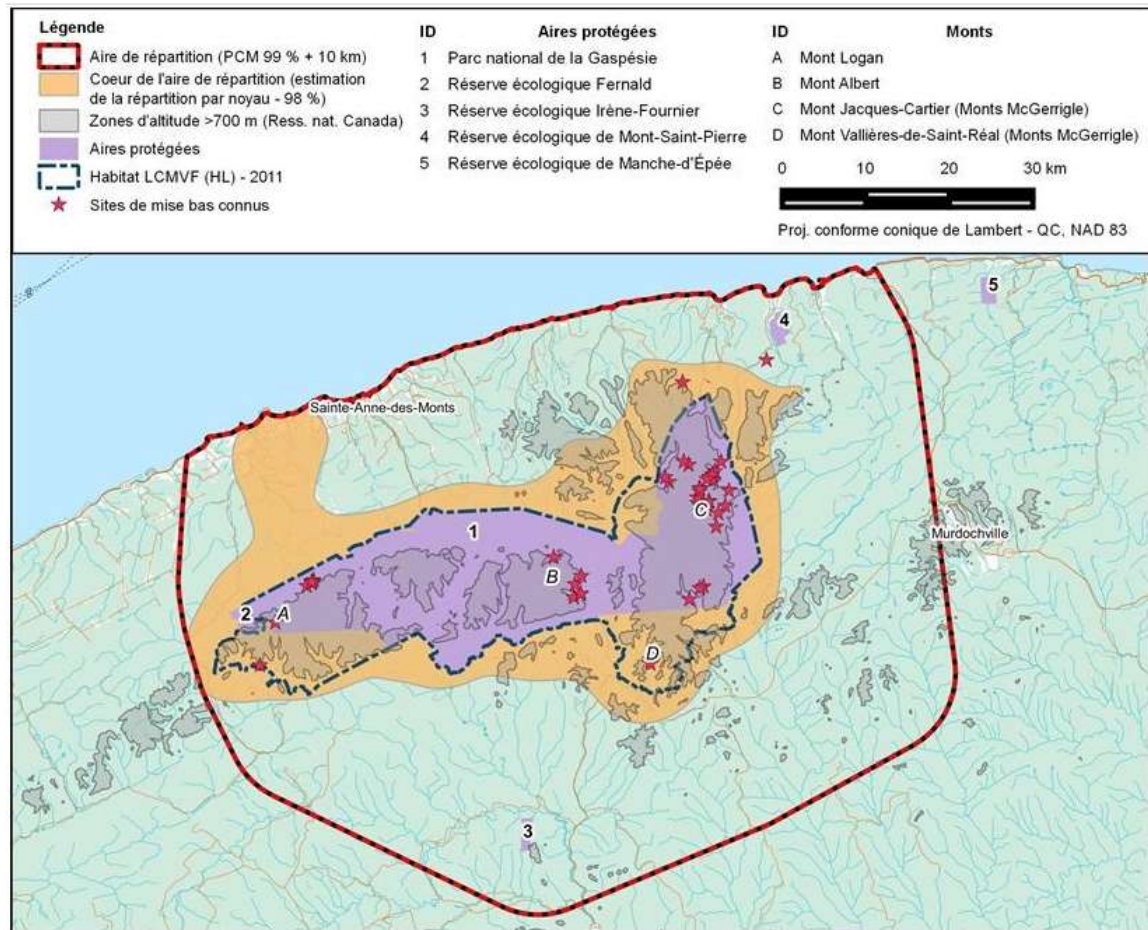 Légende
Aire de répartition (PCM 99 % + 10 km)
Coeur de l'aire de répartition (estimation
de la répartition par noyau - 98 %)
Zones d'altitude >700 m (Ress. nat. Canada)
Aires protégées
Habitat LCMVF (HL) - 2011
Sites de mise bas connus
ID Aires protégées
1 Parc national de la Gaspésie
2 Réserve écologique Fernald
3 Réserve écologique Irène-Fournier
4 Réserve écologique de Mont-Saint-Pierre
5 Réserve écologique de Manche-d'Épée
ID Monts
A Mont Logan
B Mont Albert
C Mont Jacques-Cartier (Monts McGerrigle)
D Mont Vallières-de-Saint-Réal (Monts McGerrigle)
0 10 20 30 km
Proj. conforme conique de Lambert - QC, NAD 83
5
4
Sainte-Anne-des-Monts
C
1
Murdochville
B
2 A
D
3